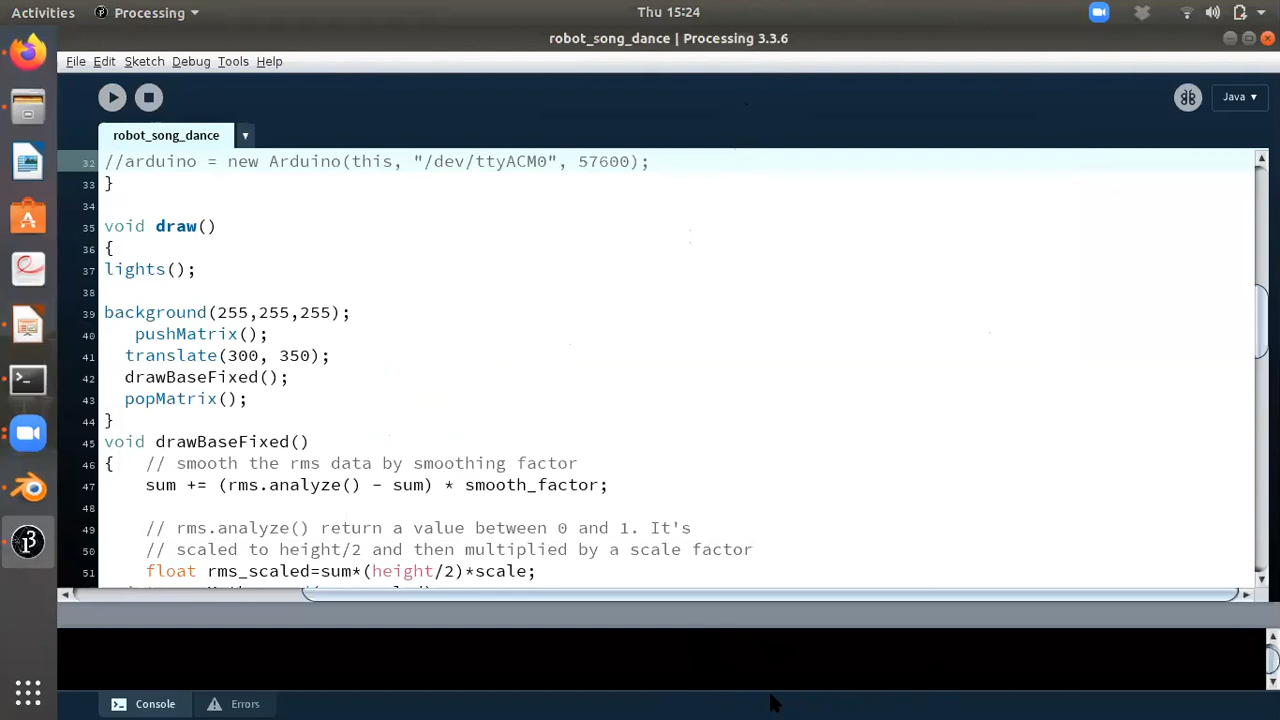 Activities
Processing
Thu 15:24
robot_song_dance | Processing 3.3.6
File Edit Sketch Debug Tools Help
Java
robot_song_dance
32 //arduino = new Arduino(this, "/dev/ttyACM0", 57600);
33 }
34
35 void draw()
36 {
37 lights();
38
39 background(255,255,255);
40 pushMatrix();
41 translate(300, 350);
42 drawBaseFixed();
43 popMatrix();
44 }
45 void drawBaseFixed()
46 { // smooth the rms data by smoothing factor
47 sum += (rms.analyze() - sum) * smooth_factor;
48
49 // rms.analyze() return a value between 0 and 1. It's
50 // scaled to height/2 and then multiplied by a scale factor
51 float rms_scaled=sum*(height/2)*scale;
Console
Errors